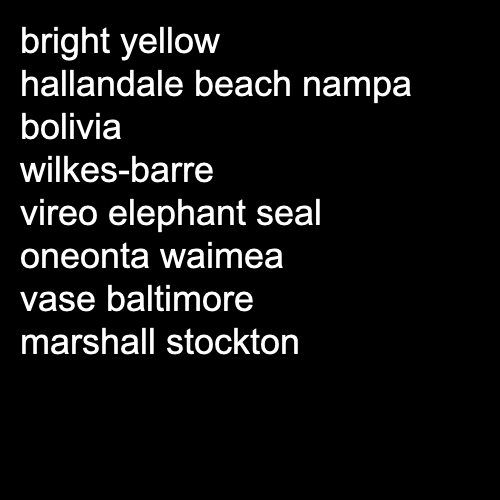 bright yellow
hallandale beach nampa
bolivia
wilkes-barre
vireo elephant seal
oneonta waimea
vase baltimore
marshall stockton